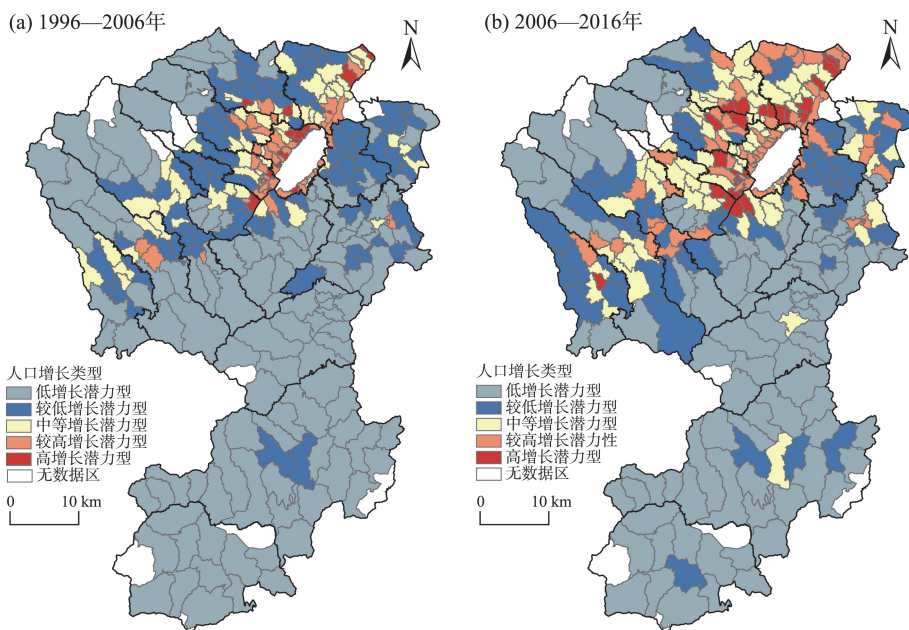 (a) 1996—2006年
N
人口增长类型
低增长潜力型
较低增长潜力型
中等增长潜力型
较高增长潜力型
高增长潜力型
无数据区
0 10 km
(b) 2006—2016年
N
人口增长类型
低增长潜力型
较低增长潜力型
中等增长潜力型
较高增长潜力性
高增长潜力型
无数据区
0 10 km